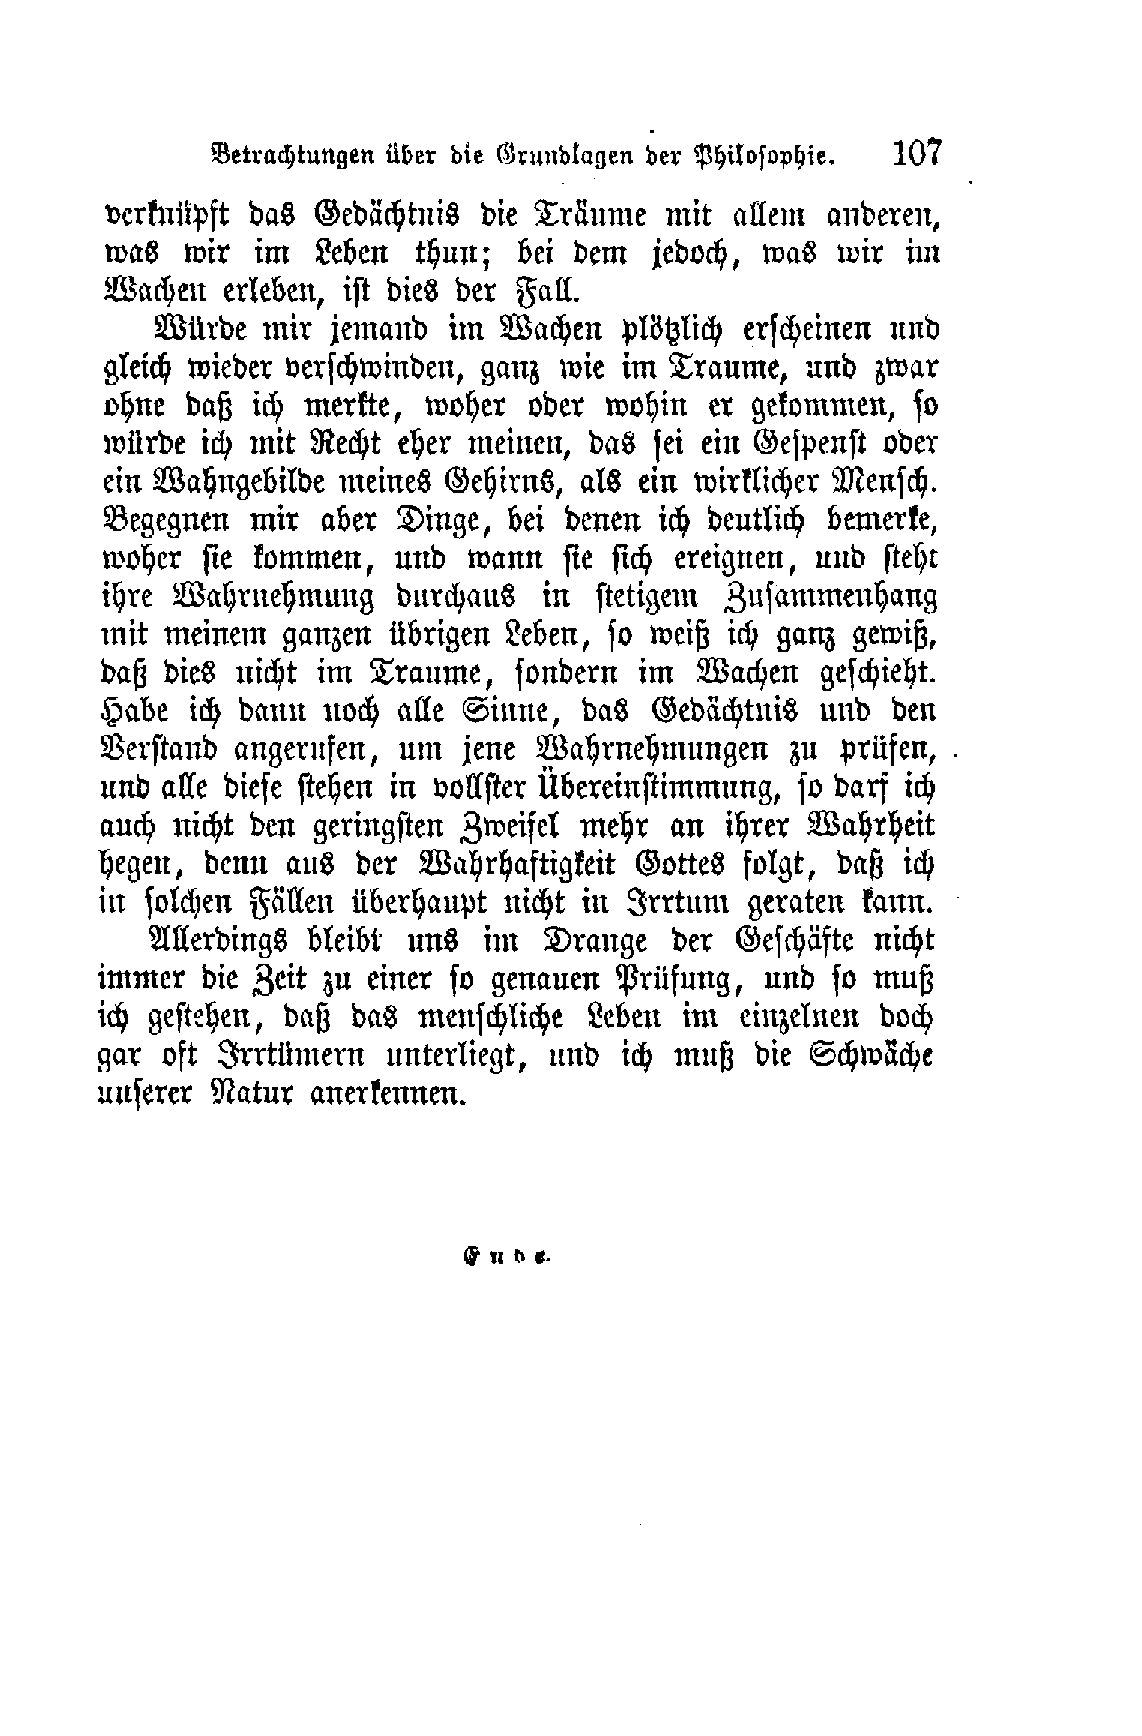 Betrachtungen über die Grundlagen der Philosophie. 107
verknüpft das Gedächtnis die Träume mit allem anderen,
was wir im Leben thun; bei dem jedoch, was wir im
Wachen erleben, ist dies der Fall.
Würde mir jemand im Wachen plötzlich erscheinen und
gleich wieder verschwinden, ganz wie im Traume, und zwar
ohne daß ich merkte, woher oder wohin er gekommen, so
würde ich mit Recht eher meinen, das sei ein Gespenst oder
ein Wahngebilde meines Gehirns, als ein wirklicher Mensch.
Begegnen mir aber Dinge, bei denen ich deutlich bemerke,
woher sie kommen, und wann sie sich ereignen, und steht
ihre Wahrnehmung durchaus in stetigem Zusammenhang
mit meinem ganzen übrigen Leben, so weiß ich ganz gewiß,
daß dies nicht im Traume, sondern im Wachen geschieht.
Habe ich dann noch alle Sinne, das Gedächtnis und den
Verstand angerufen, um jene Wahrnehmungen zu prüfen,
und alle diese stehen in vollster Übereinstimmung, so darf ich
auch nicht den geringsten Zweifel mehr an ihrer Wahrheit
hegen, denn aus der Wahrhaftigkeit Gottes folgt, daß ich
in solchen Fällen überhaupt nicht in Irrtum geraten kann.
Allerdings bleibt uns im Drange der Geschäfte nicht
immer die Zeit zu einer so genauen Prüfung, und so muß
ich gestehen, daß das menschliche Leben im einzelnen doch
gar oft Irrtümern unterliegt, und ich muß die Schwäche
unserer Natur anerkennen.
Ende.